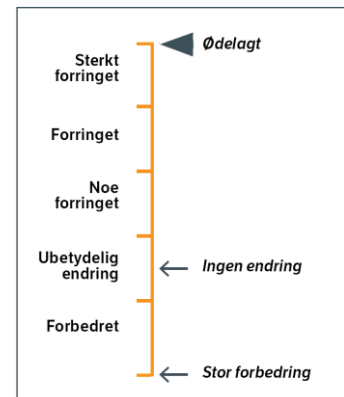 Ødelagt
Sterkt
forringet
Forringet
Noe
forringet
Ubetydelig
endring
Ingen endring
Forbedret
Stor forbedring